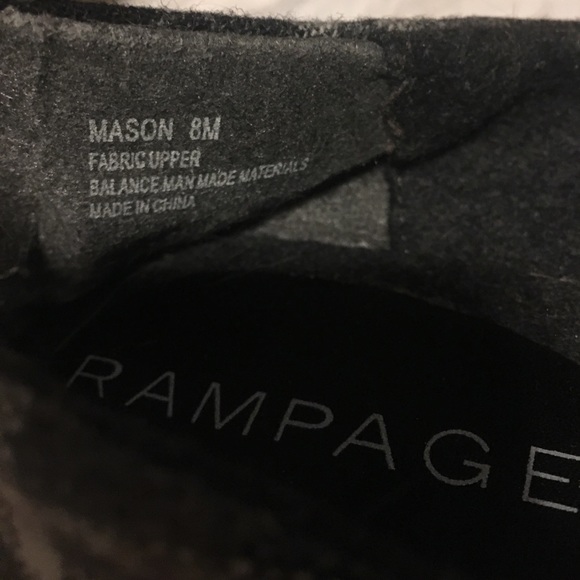 MASON 8M
FABRIC UPPER
BALANCE MAN MADE MATERIALS
MADE IN CHINA
RAMPAGE